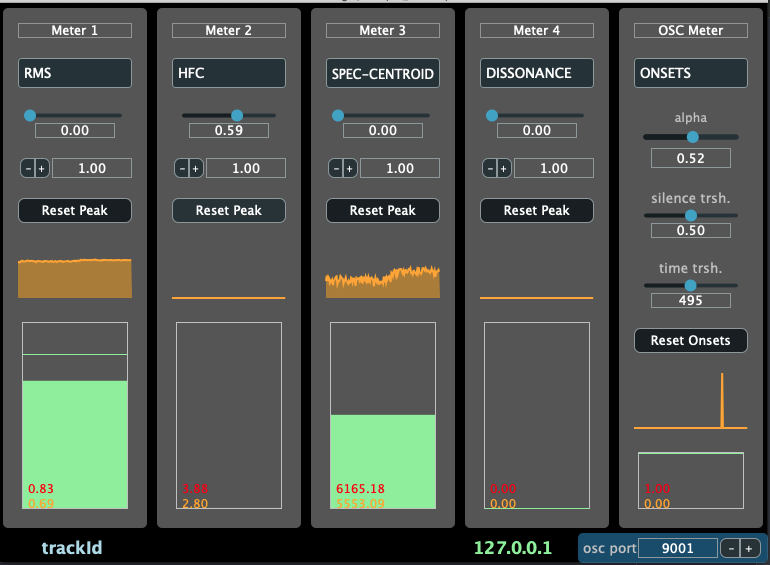 Meter 1
RMS
0.00
- + 1.00
Reset Peak
0.83
0.69
Meter 2
HFC
0.59
- + 1.00
Reset Peak
3.88
2.80
Meter 3
SPEC-CENTROID
0.00
- + 1.00
Reset Peak
6165.18
5553.09
Meter 4
DISSONANCE
0.00
- + 1.00
Reset Peak
0.00
0.00
OSC Meter
ONSETS
alpha
0.52
silence trsh.
0.50
time trsh.
495
Reset Onsets
1.00
0.00
trackId
127.0.0.1
osc port 9001 - +